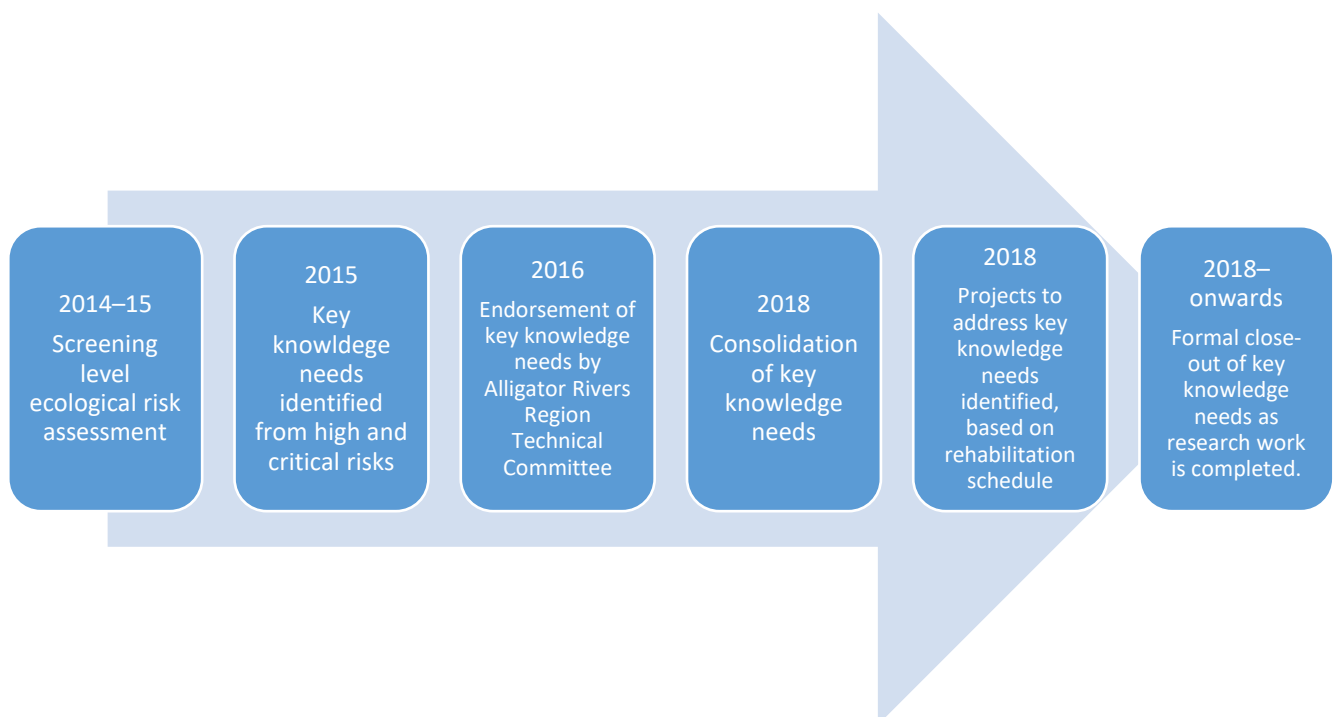 2014–15
Screening
level
ecological risk
assessment
2015
Key
knowldege
needs
identified
from high and
critical risks
2016
Endorsement of
key knowledge
needs by
Alligator Rivers
Region
Technical
Committee
2018
Consolidation
of key
knowledge
needs
2018
Projects to
address key
knowledge
needs
identified,
based on
rehabilitation
schedule
2018–
onwards
Formal close-
out of key
knowledge
needs as
research work
is completed.